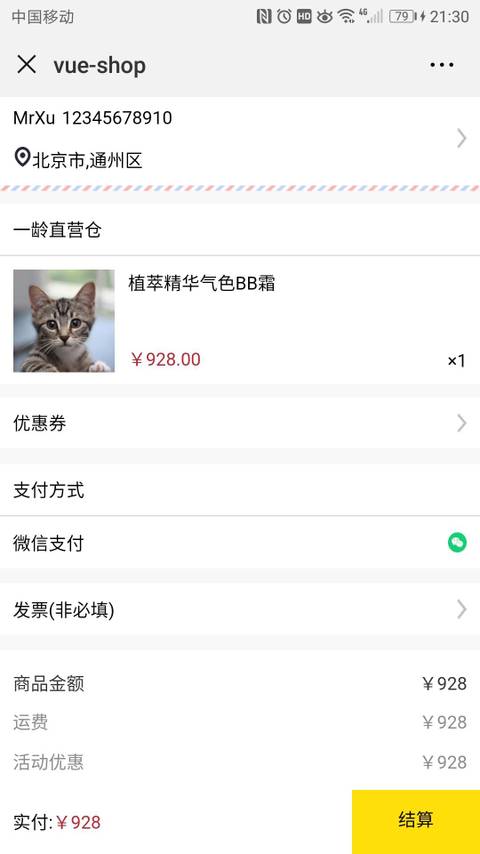 中国移动
HD 4G 79 21:30
vue-shop
MrXu 12345678910
北京市,通州区
一龄直营仓
植萃精华气色BB霜
￥928.00 ×1
优惠券
支付方式
微信支付
发票(非必填)
商品金额 ￥928
运费 ￥928
活动优惠 ￥928
实付:￥928 结算